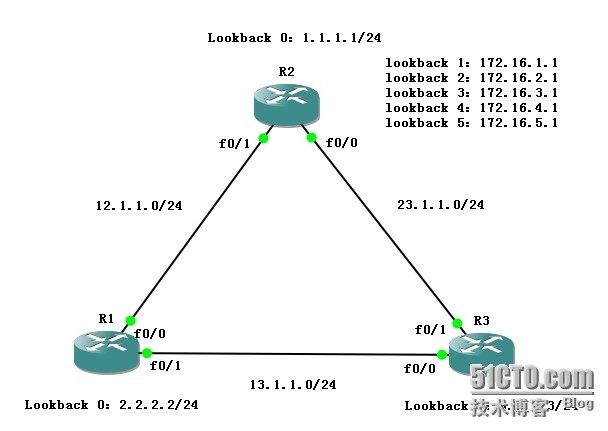 Lookback 0: 1.1.1.1/24
R2
lookback 1: 172.16.1.1
lookback 2: 172.16.2.1
lookback 3: 172.16.3.1
lookback 4: 172.16.4.1
lookback 5: 172.16.5.1
f0/1
f0/0
12.1.1.0/24
23.1.1.0/24
R1
f0/0
f0/1
R3
f0/1
f0/0
13.1.1.0/24
Lookback 0: 2.2.2.2/24
Lookback
3/24
51CTO.com
技术博客 Blog